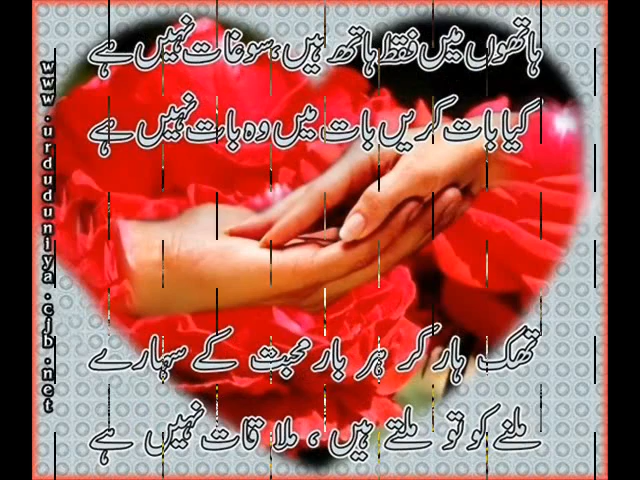 ہاتھوں میں فقط ہاتھ ہیں، سوغات نہیں ہے
کیا بات کریں بات میں وہ بات نہیں ہے
تھک ہار کر ہر بار محبت کے سہارے
ملنے کو تو ملتے ہیں، ملاقات نہیں ہے
www.urduduniya.cjb.net